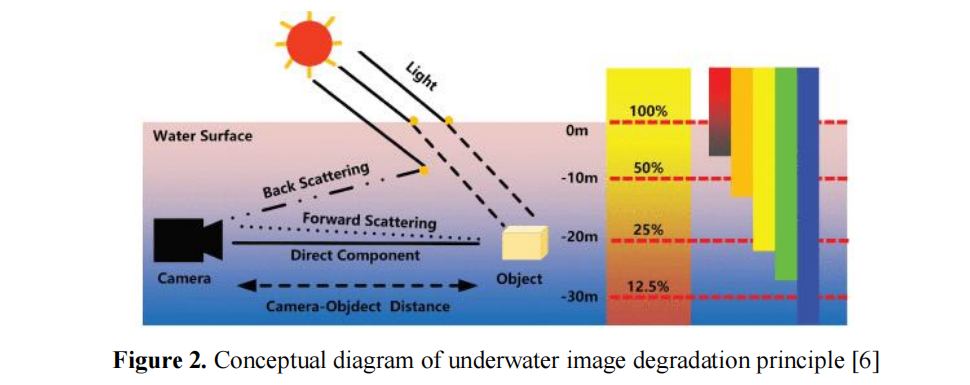 Light
Water Surface
Back Scattering
Forward Scattering
Direct Component
Camera
Object
Camera-Objdect Distance
0m
-10m
-20m
-30m
100%
50%
25%
12.5%
Figure 2. Conceptual diagram of underwater image degradation principle [6]